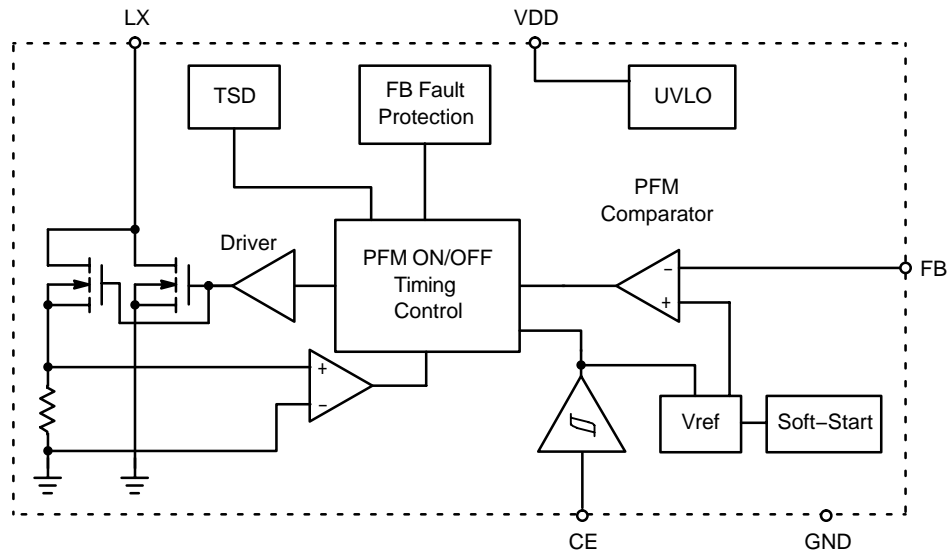 LX
VDD
TSD
FB Fault
Protection
UVLO
PFM
Comparator
Driver
PFM ON/OFF
Timing
Control
−
+
FB
+
−
Vref
Soft−Start
CE
GND